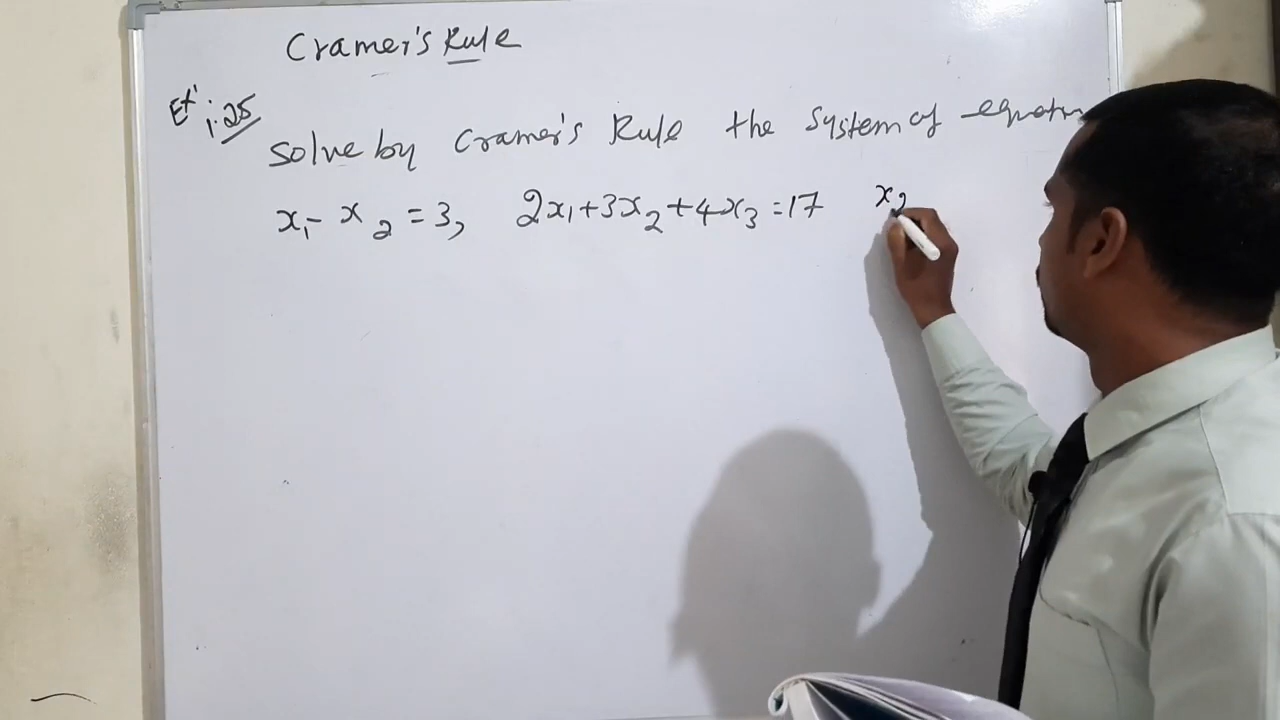 Cramer's Rule
Ex' 1.25
Solve by Cramer's Rule the System of
x₁ - x₂ = 3, 2x₁+3x₂+4x₃=17 x₂